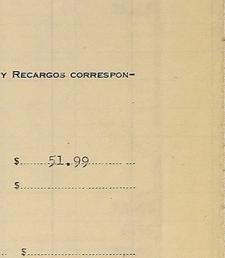 Y RECARGOS CORRESPON-
$ 51.99
$
$